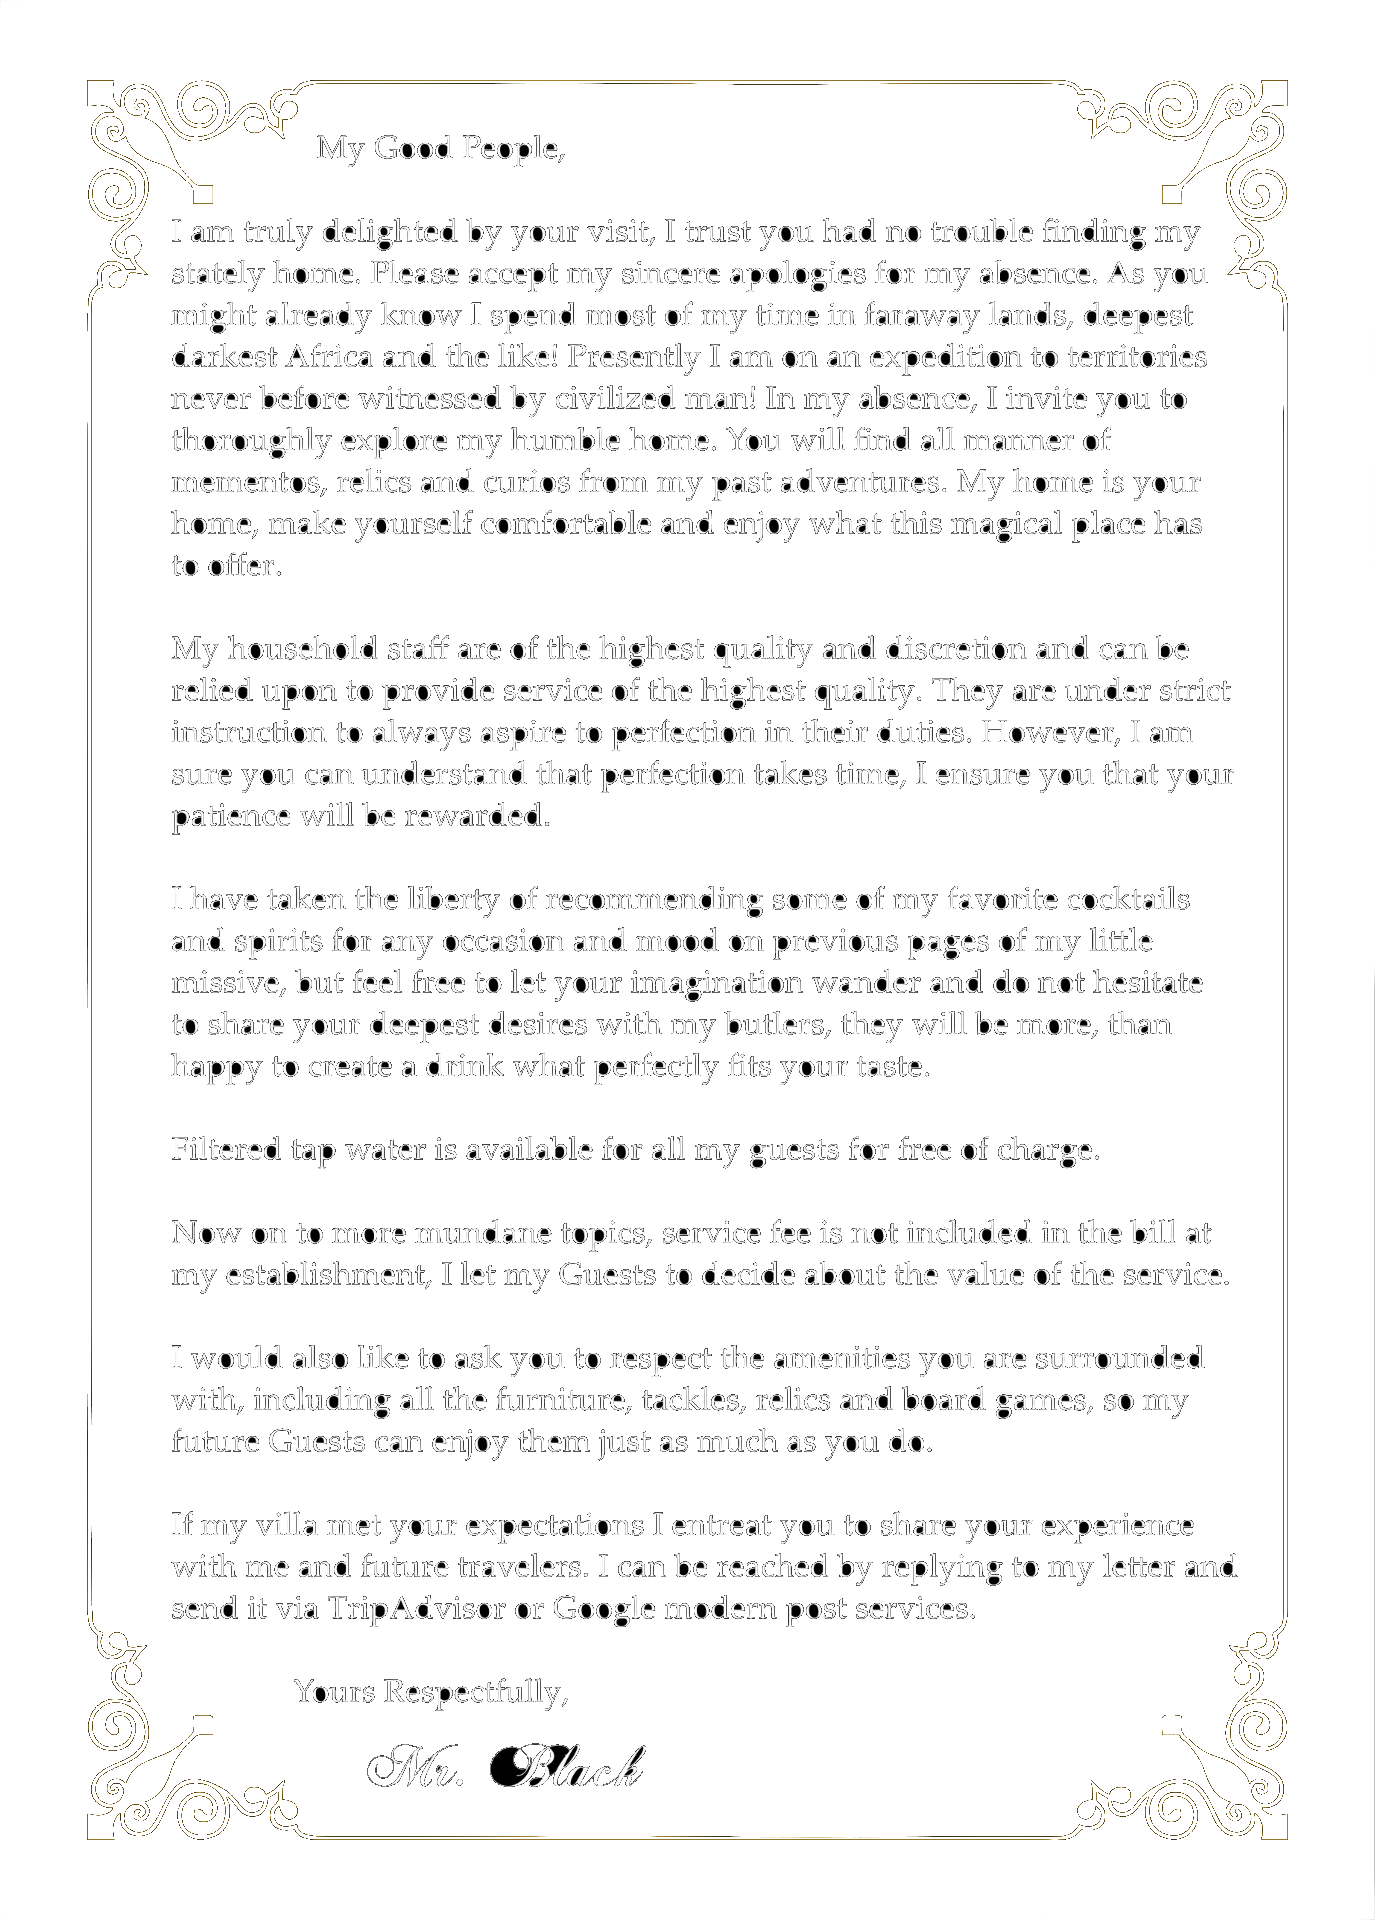 My Good People,
I am truly delighted by your visit, I trust you had no trouble finding my
stately home. Please accept my sincere apologies for my absence. As you
might already know I spend most of my time in faraway lands, deepest
darkest Africa and the like! Presently I am on an expedition to territories
never before witnessed by civilized man! In my absence, I invite you to
thoroughly explore my humble home. You will find all manner of
mementos, relics and curios from my past adventures. My home is your
home, make yourself comfortable and enjoy what this magical place has
to offer.
My household staff are of the highest quality and discretion and can be
relied upon to provide service of the highest quality. They are under strict
instruction to always aspire to perfection in their duties. However, I am
sure you can understand that perfection takes time, I ensure you that your
patience will be rewarded.
I have taken the liberty of recommending some of my favorite cocktails
and spirits for any occasion and mood on previous pages of my little
missive, but feel free to let your imagination wander and do not hesitate
to share your deepest desires with my butlers, they will be more, than
happy to create a drink what perfectly fits your taste.
Filtered tap water is available for all my guests for free of charge.
Now on to more mundane topics, service fee is not included in the bill at
my establishment, I let my Guests to decide about the value of the service.
I would also like to ask you to respect the amenities you are surrounded
with, including all the furniture, tackles, relics and board games, so my
future Guests can enjoy them just as much as you do.
If my villa met your expectations I entreat you to share your experience
with me and future travelers. I can be reached by replying to my letter and
send it via TripAdvisor or Google modern post services.
Yours Respectfully,
Mr. Black